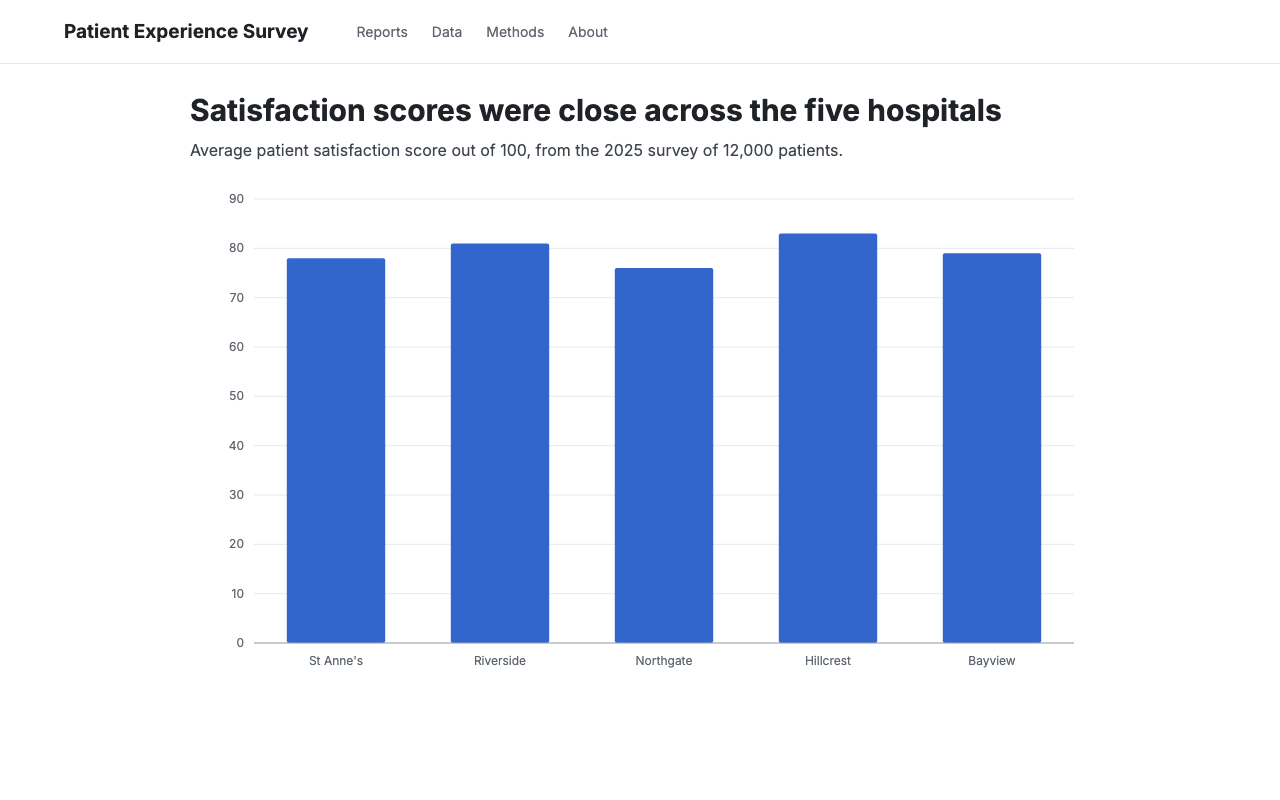 Patient Experience Survey
Reports Data Methods About
Satisfaction scores were close across the five hospitals
Average patient satisfaction score out of 100, from the 2025 survey of 12,000 patients.
90
80
70
60
50
40
30
20
10
0
St Anne's Riverside Northgate Hillcrest Bayview